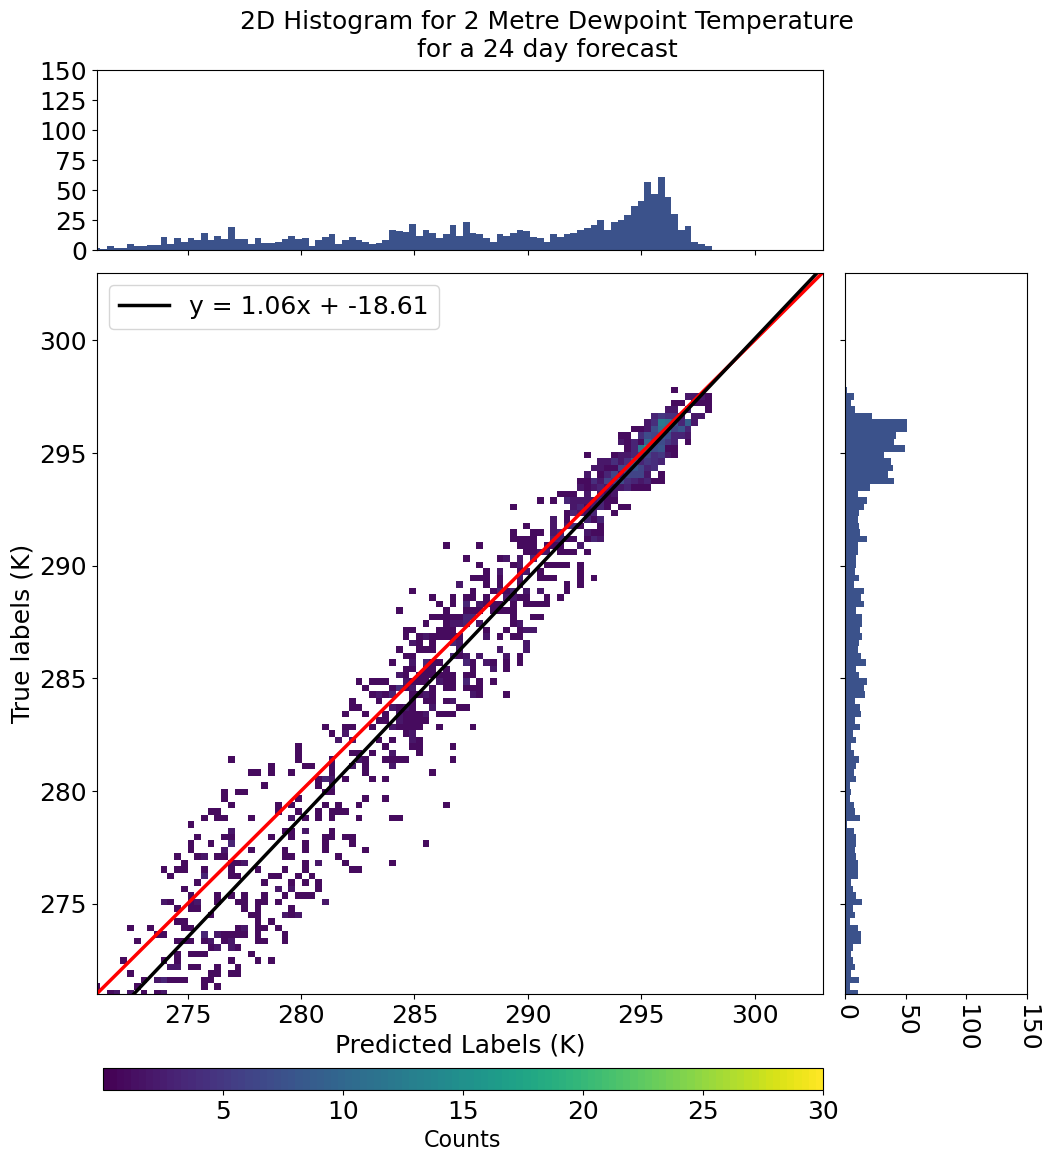 2D Histogram for 2 Metre Dewpoint Temperature
for a 24 day forecast
150
125
100
75
50
25
0
y = 1.06x + -18.61
True labels (K)
300
295
290
285
280
275
275 280 285 290 295 300
Predicted Labels (K)
0 50 100 150
5 10 15 20 25 30
Counts